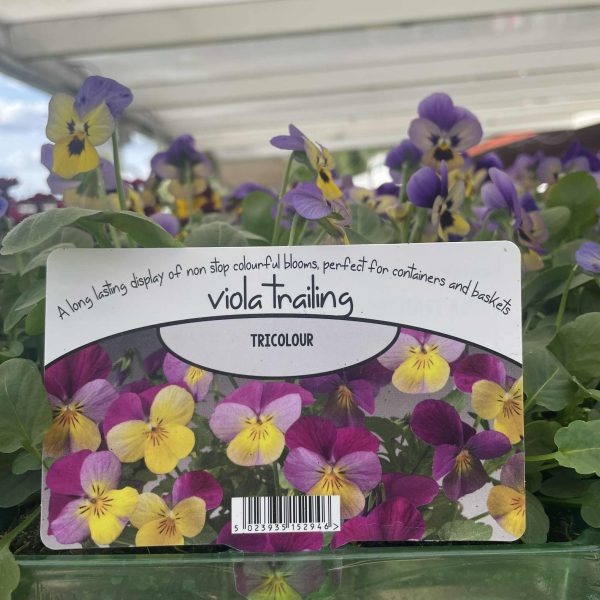 A long lasting display of non stop colourful blooms, perfect for containers and baskets
viola trailing
TRICOLOUR
5 023935 152946 >